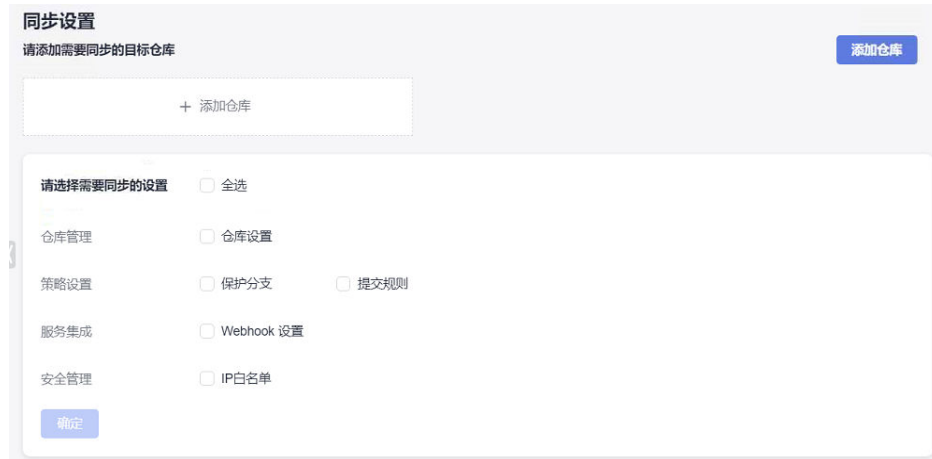 同步设置
请添加需要同步的目标仓库
添加仓库
+ 添加仓库
请选择需要同步的设置 全选
仓库管理 仓库设置
策略设置 保护分支 提交规则
服务集成 Webhook 设置
安全管理 IP白名单
确定